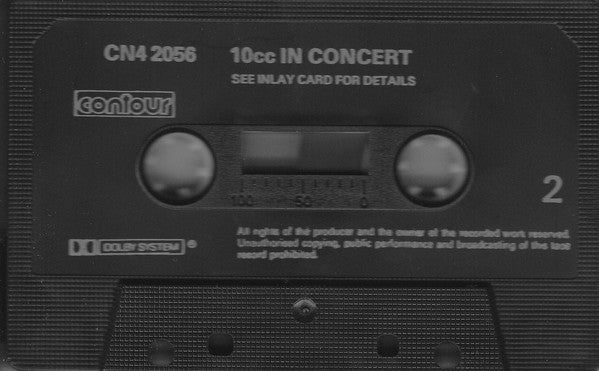 CN4 2056 10cc IN CONCERT
SEE INLAY CARD FOR DETAILS
contour
100 50 0
2
DOLBY SYSTEM ®
All rights of the producer and the owner of the recorded work reserved.
Unauthorised copying, public performance and broadcasting of this tape
record prohibited.